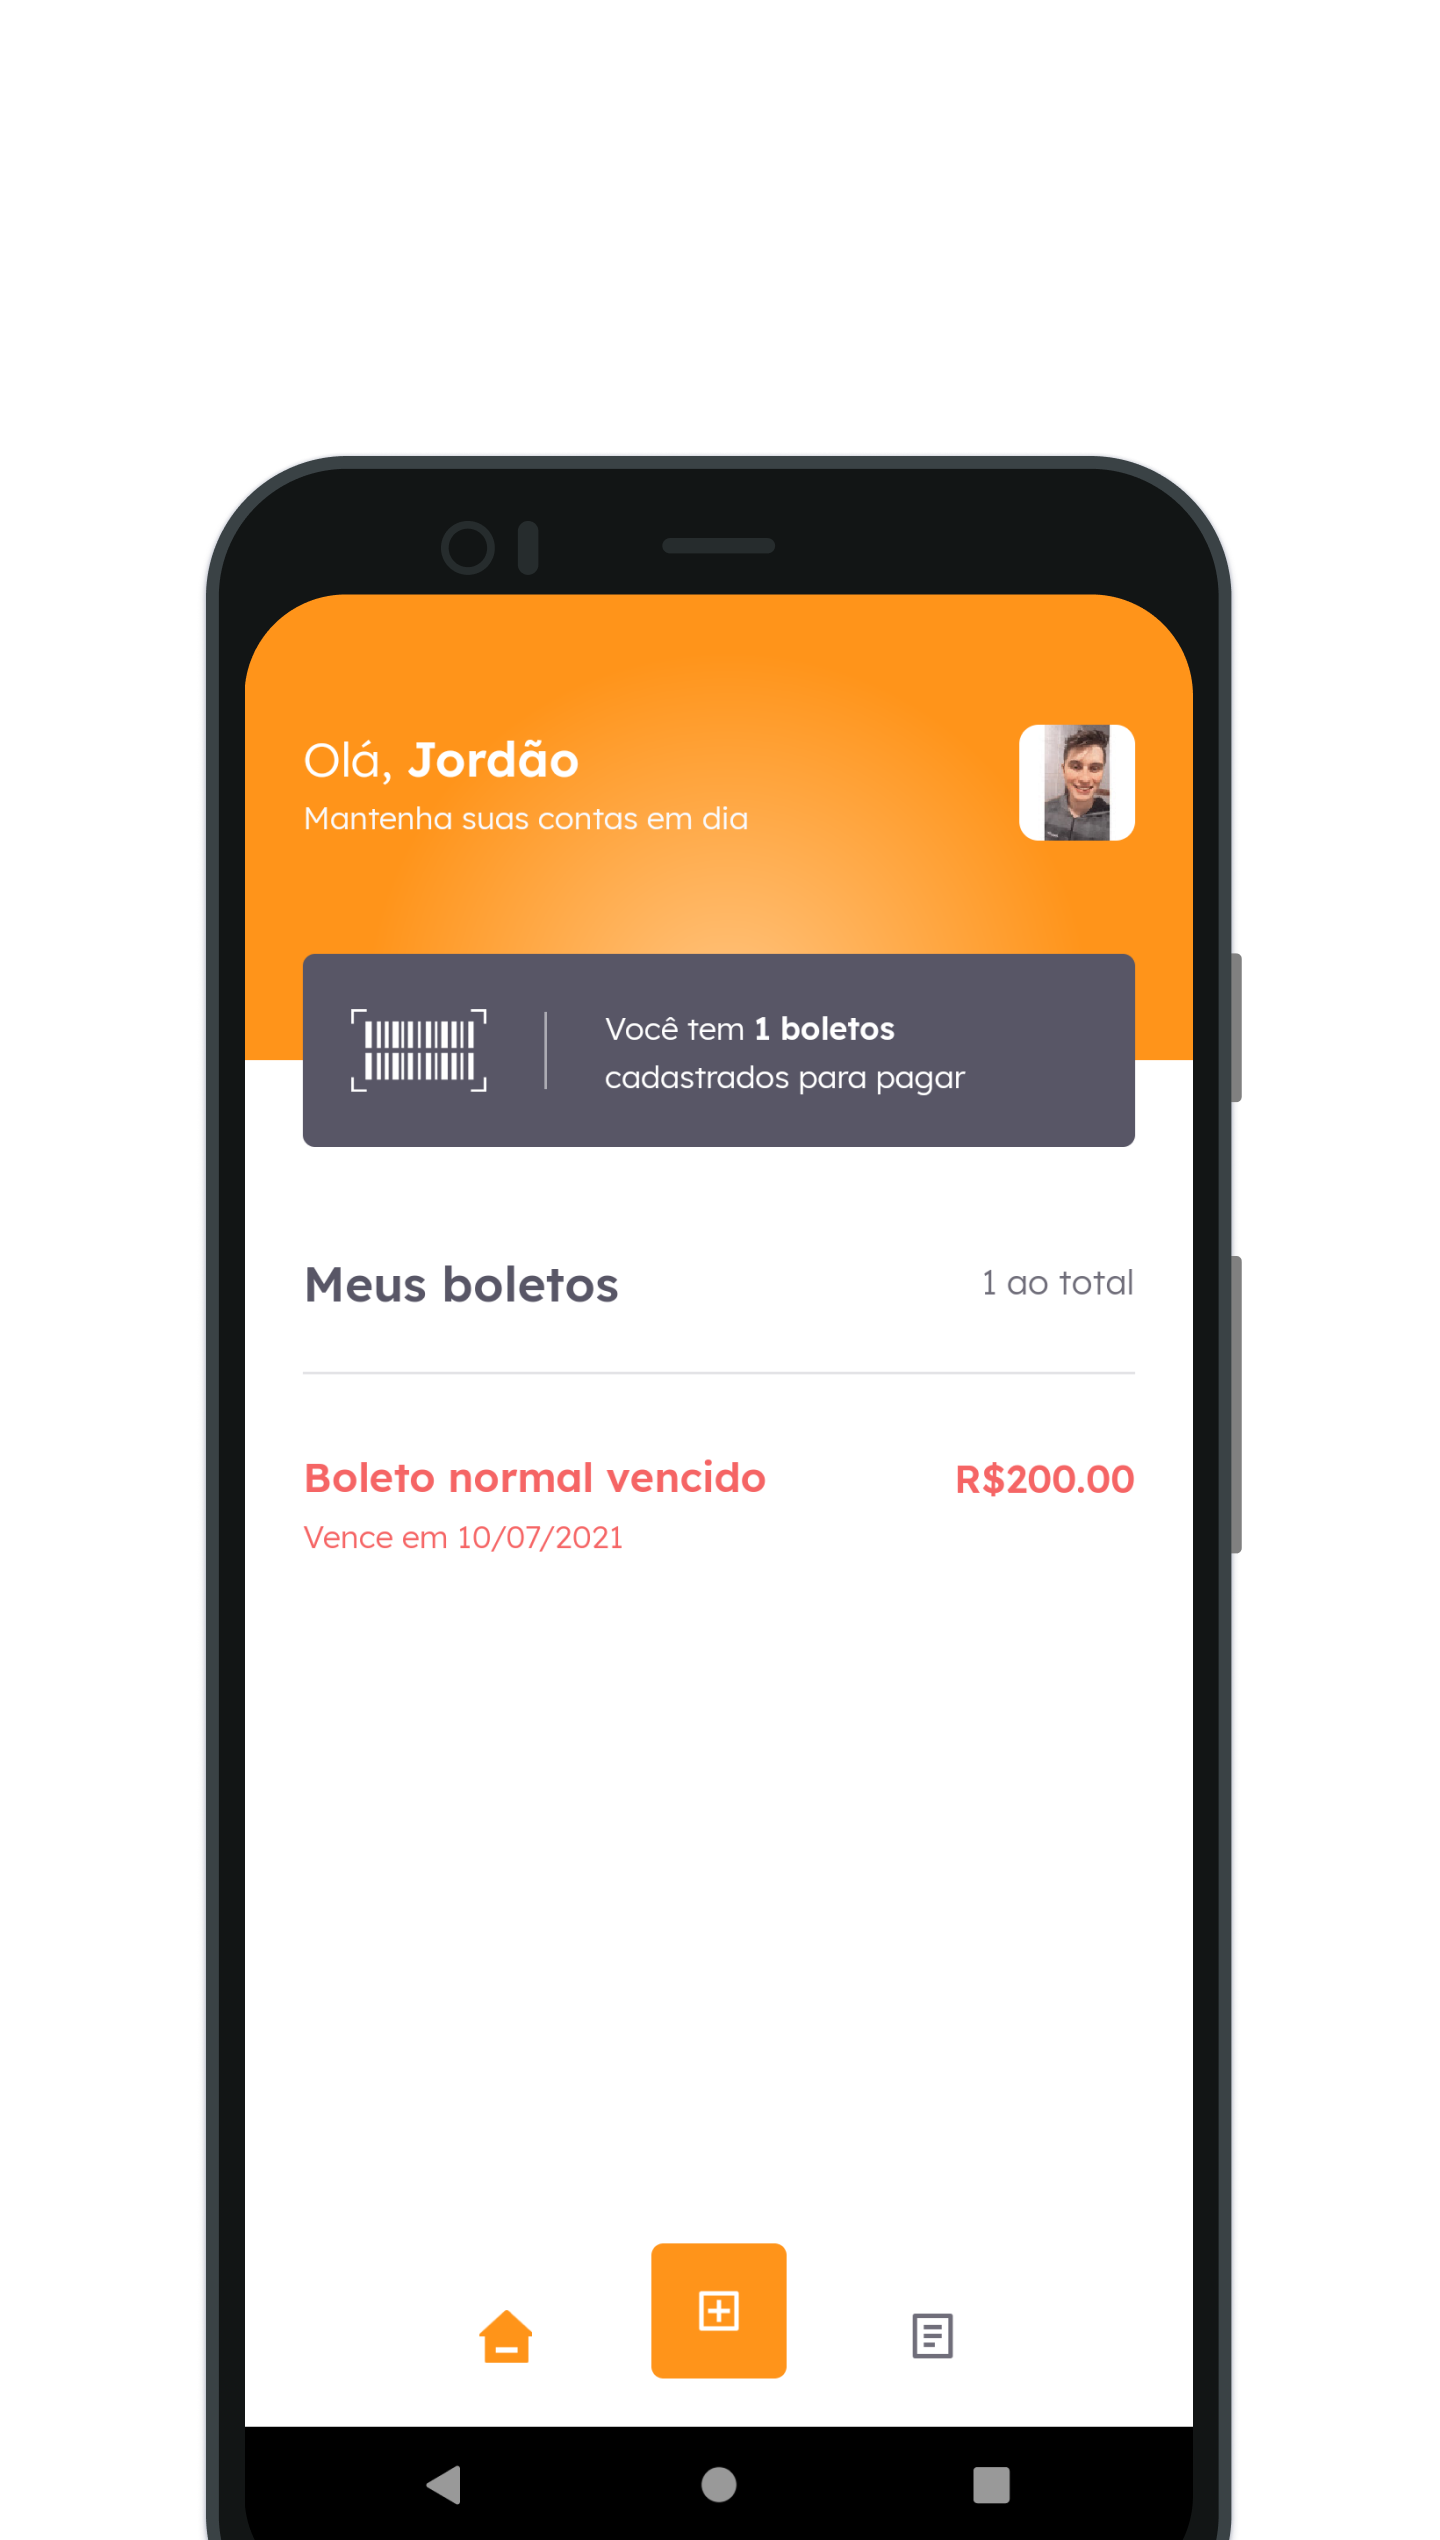 Olá, Jordão
Mantenha suas contas em dia
Você tem 1 boletos
cadastrados para pagar
Meus boletos
1 ao total
Boleto normal vencido
R$200.00
Vence em 10/07/2021